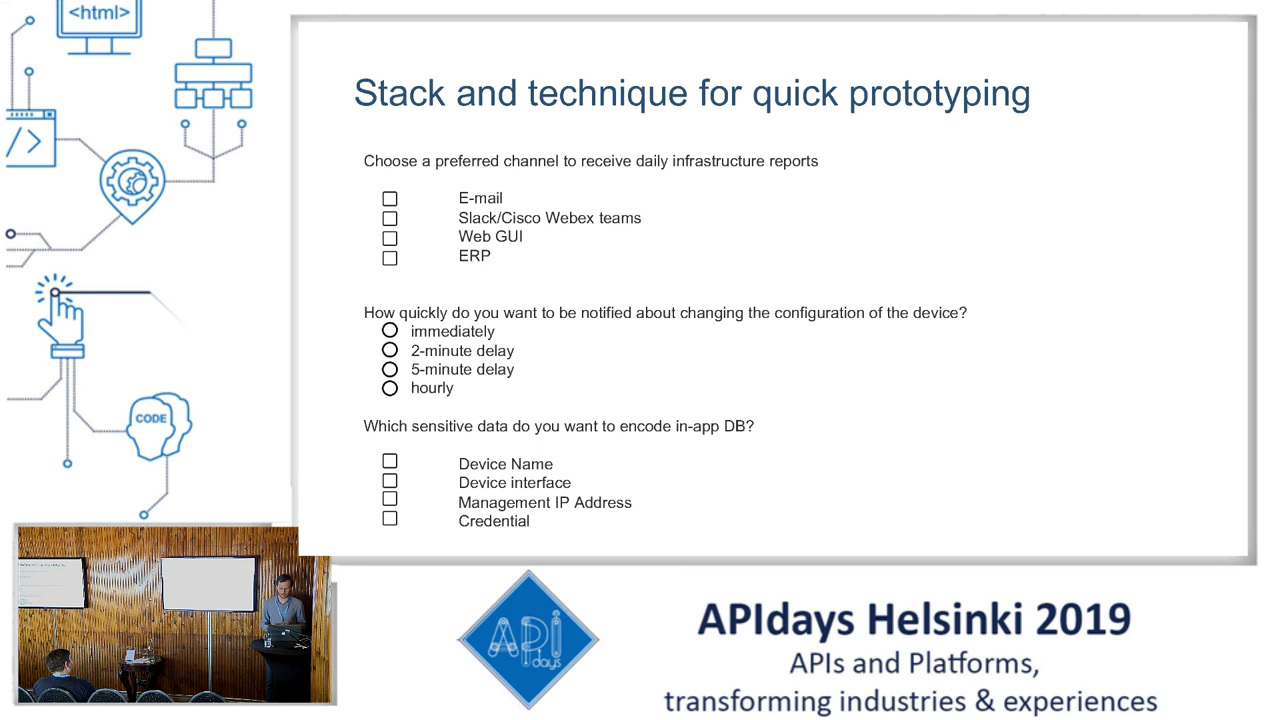 <html>
Stack and technique for quick prototyping
Choose a preferred channel to receive daily infrastructure reports
E-mail
Slack/Cisco Webex teams
Web GUI
ERP
How quickly do you want to be notified about changing the configuration of the device?
immediately
2-minute delay
5-minute delay
hourly
Which sensitive data do you want to encode in-app DB?
Device Name
Device interface
Management IP Address
Credential
/>
CODE
API
days
APIdays Helsinki 2019
APIs and Platforms,
transforming industries & experiences